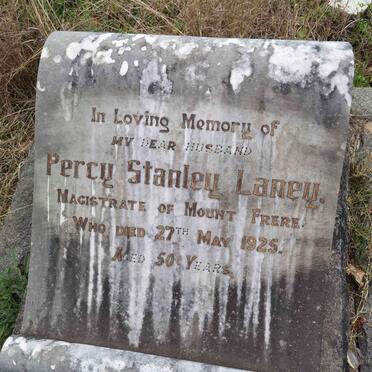 In Loving Memory of
MY DEAR HUSBAND
Percy Stanley Laney.
MAGISTRATE OF MOUNT FRERE
WHO DIED 27TH MAY 1925.
AGED 50 YEARS.